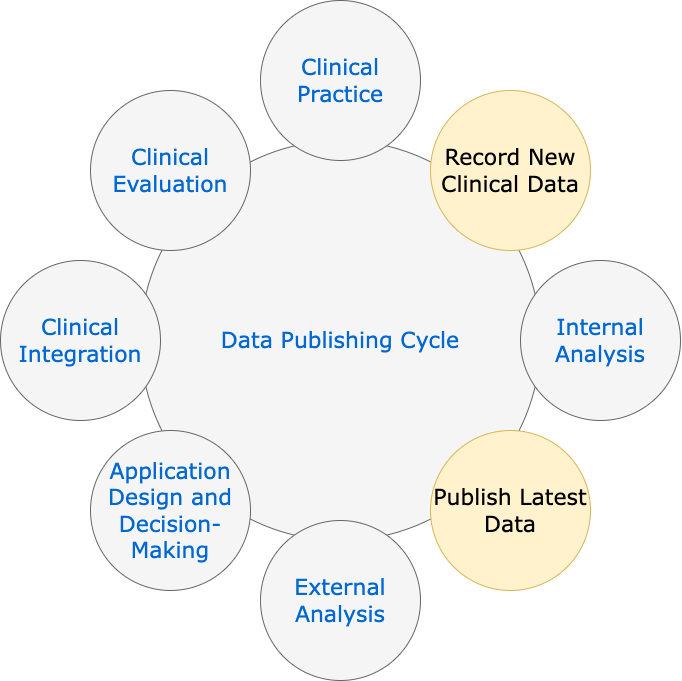 Clinical
Practice
Record New
Clinical Data
Internal
Analysis
Publish Latest
Data
External
Analysis
Application
Design and
Decision-
Making
Clinical
Integration
Clinical
Evaluation
Data Publishing Cycle